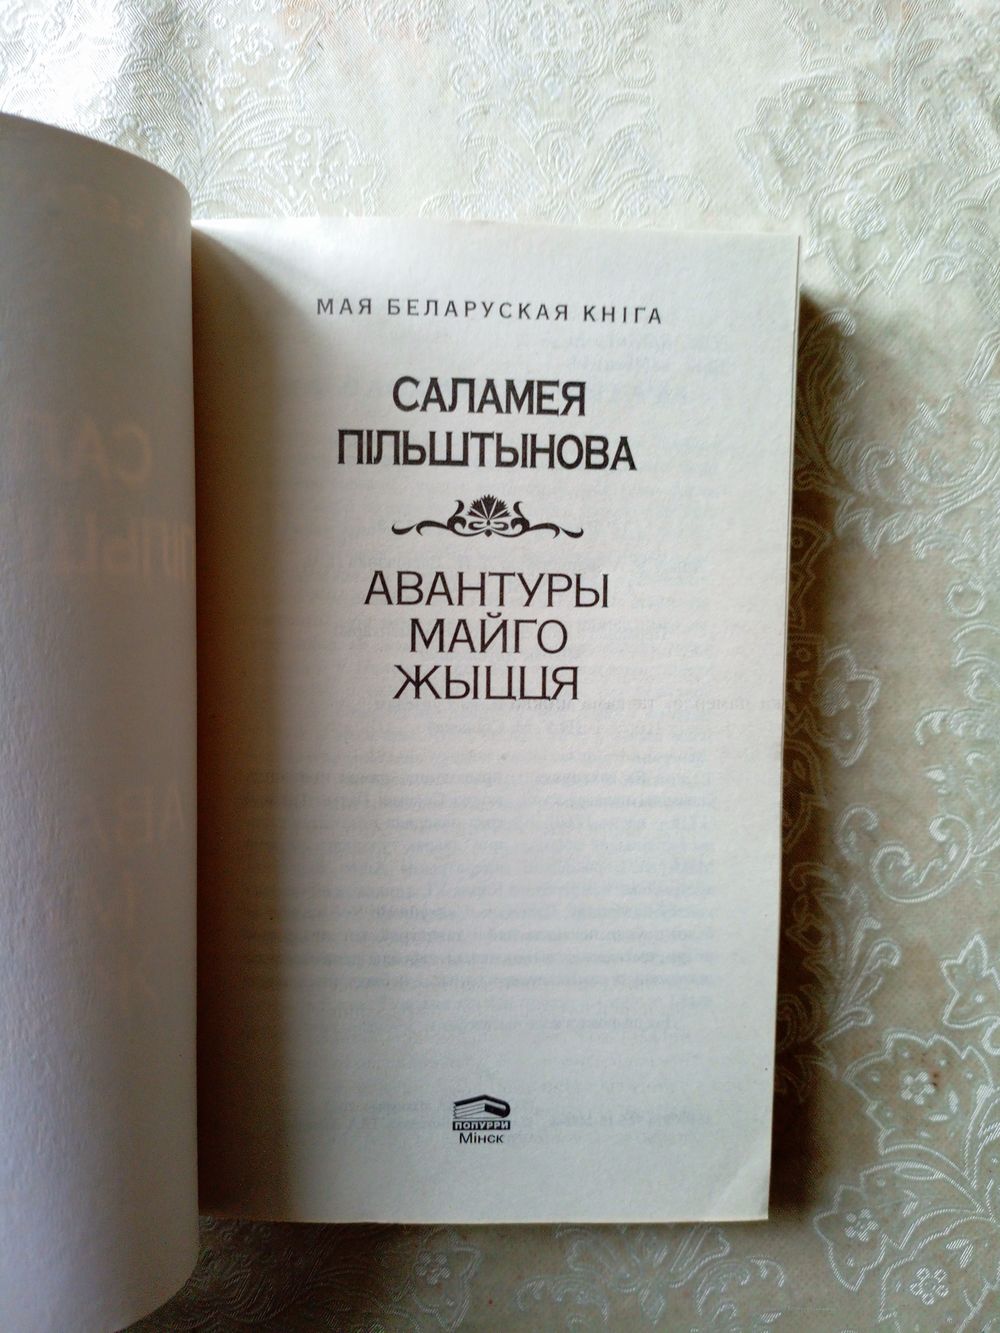 МАЯ БЕЛАРУСКАЯ КНІГА
САЛАМЕЯ
ПІЛЬШТЫНОВА
АВАНТУРЫ
МАЙГО
ЖЫЦЦЯ
ПОПУРРИ
Мінск